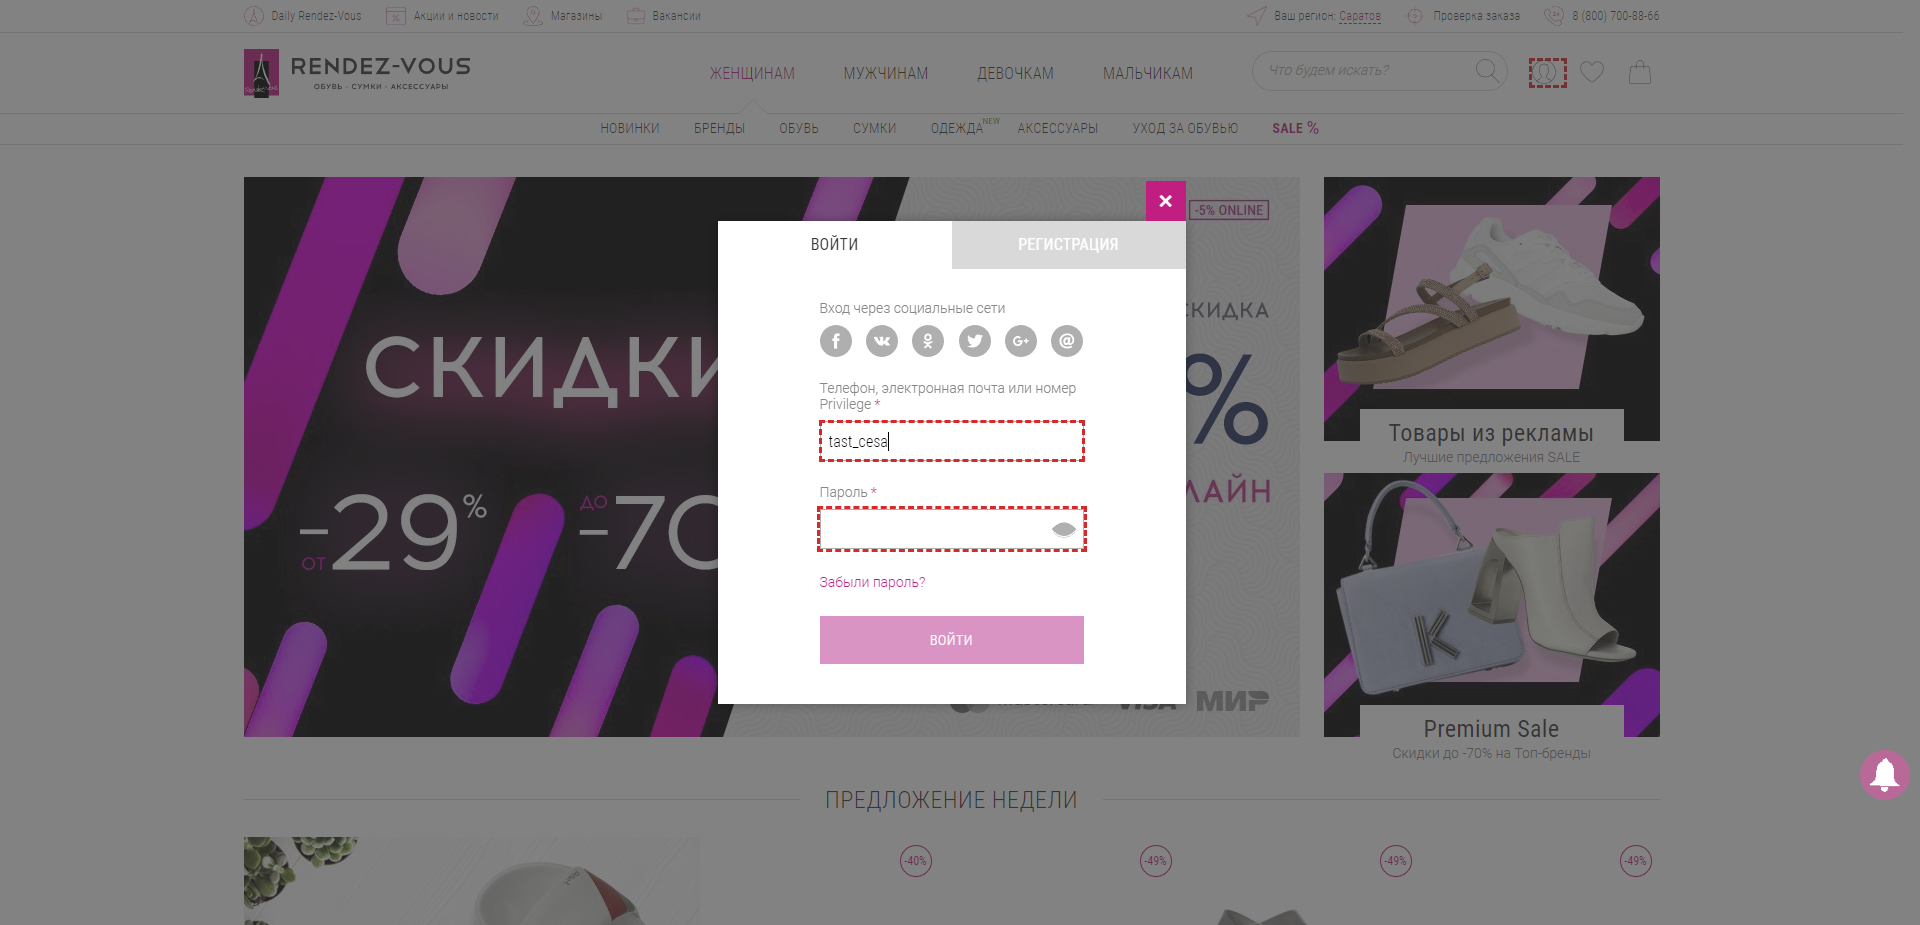 Daily Rendez-Vous
Акции и новости
Магазины
Вакансии
Ваш регион: Саратов
Проверка заказа
8 (800) 700-88-66
RENDEZ-VOUS
ОБУВЬ · СУМКИ · АКСЕССУАРЫ
ЖЕНЩИНАМ
МУЖЧИНАМ
ДЕВОЧКАМ
МАЛЬЧИКАМ
Что будем искать?
НОВИНКИ
БРЕНДЫ
ОБУВЬ
СУМКИ
ОДЕЖДА NEW
АКСЕССУАРЫ
УХОД ЗА ОБУВЬЮ
SALE %
-5% ONLINE
ВОЙТИ
РЕГИСТРАЦИЯ
Вход через социальные сети
Телефон, электронная почта или номер
Privilege *
tast_cesa
Пароль *
Забыли пароль?
ВОЙТИ
СКИДКИ
ОТ -29%
ДО -70
СКИДКА
%
ЛАЙН
VISA
МИР
Товары из рекламы
Лучшие предложения SALE
K
Premium Sale
Скидки до -70% на Топ-бренды
ПРЕДЛОЖЕНИЕ НЕДЕЛИ
-40%
-49%
-49%
-49%